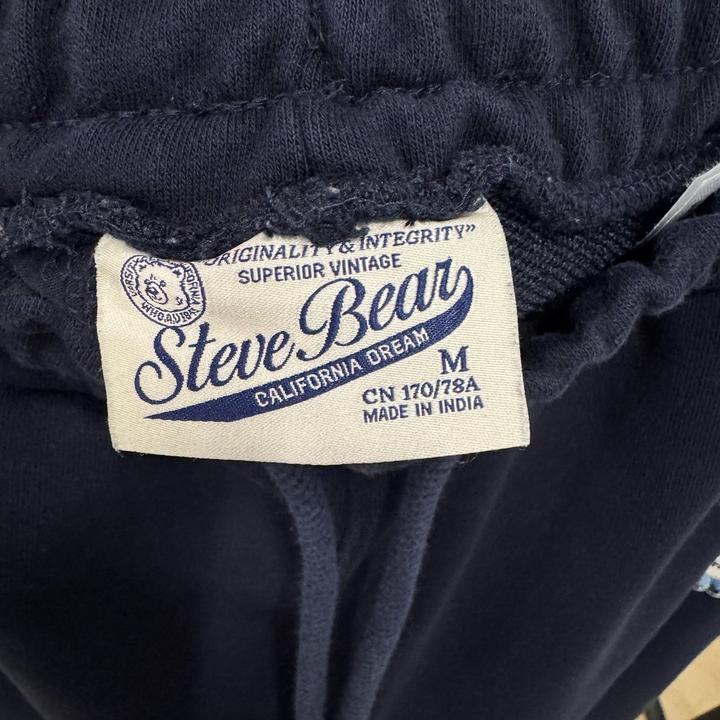 ORIGINALITY & INTEGRITY”
SUPERIOR VINTAGE
Steve Bear
CALIFORNIA DREAM
M
CN 170/78A
MADE IN INDIA